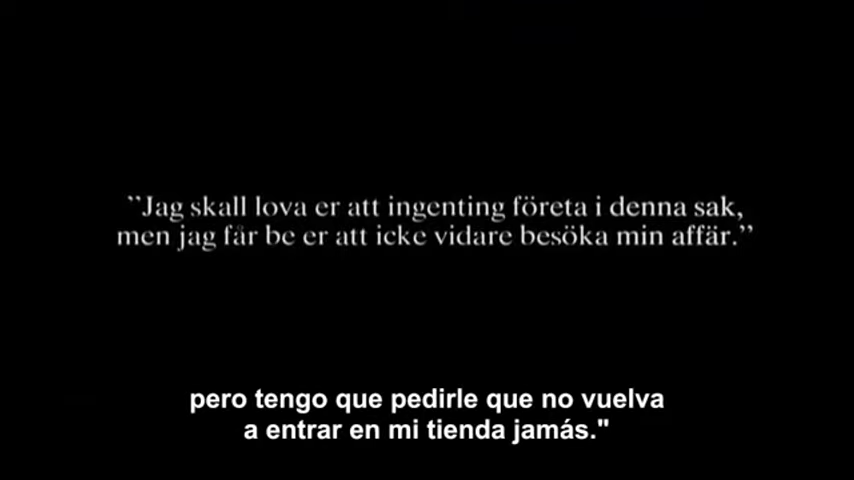 ”Jag skall lova er att ingenting företa i denna sak,
men jag får be er att icke vidare besöka min affär.”
pero tengo que pedirle que no vuelva
a entrar en mi tienda jamás."